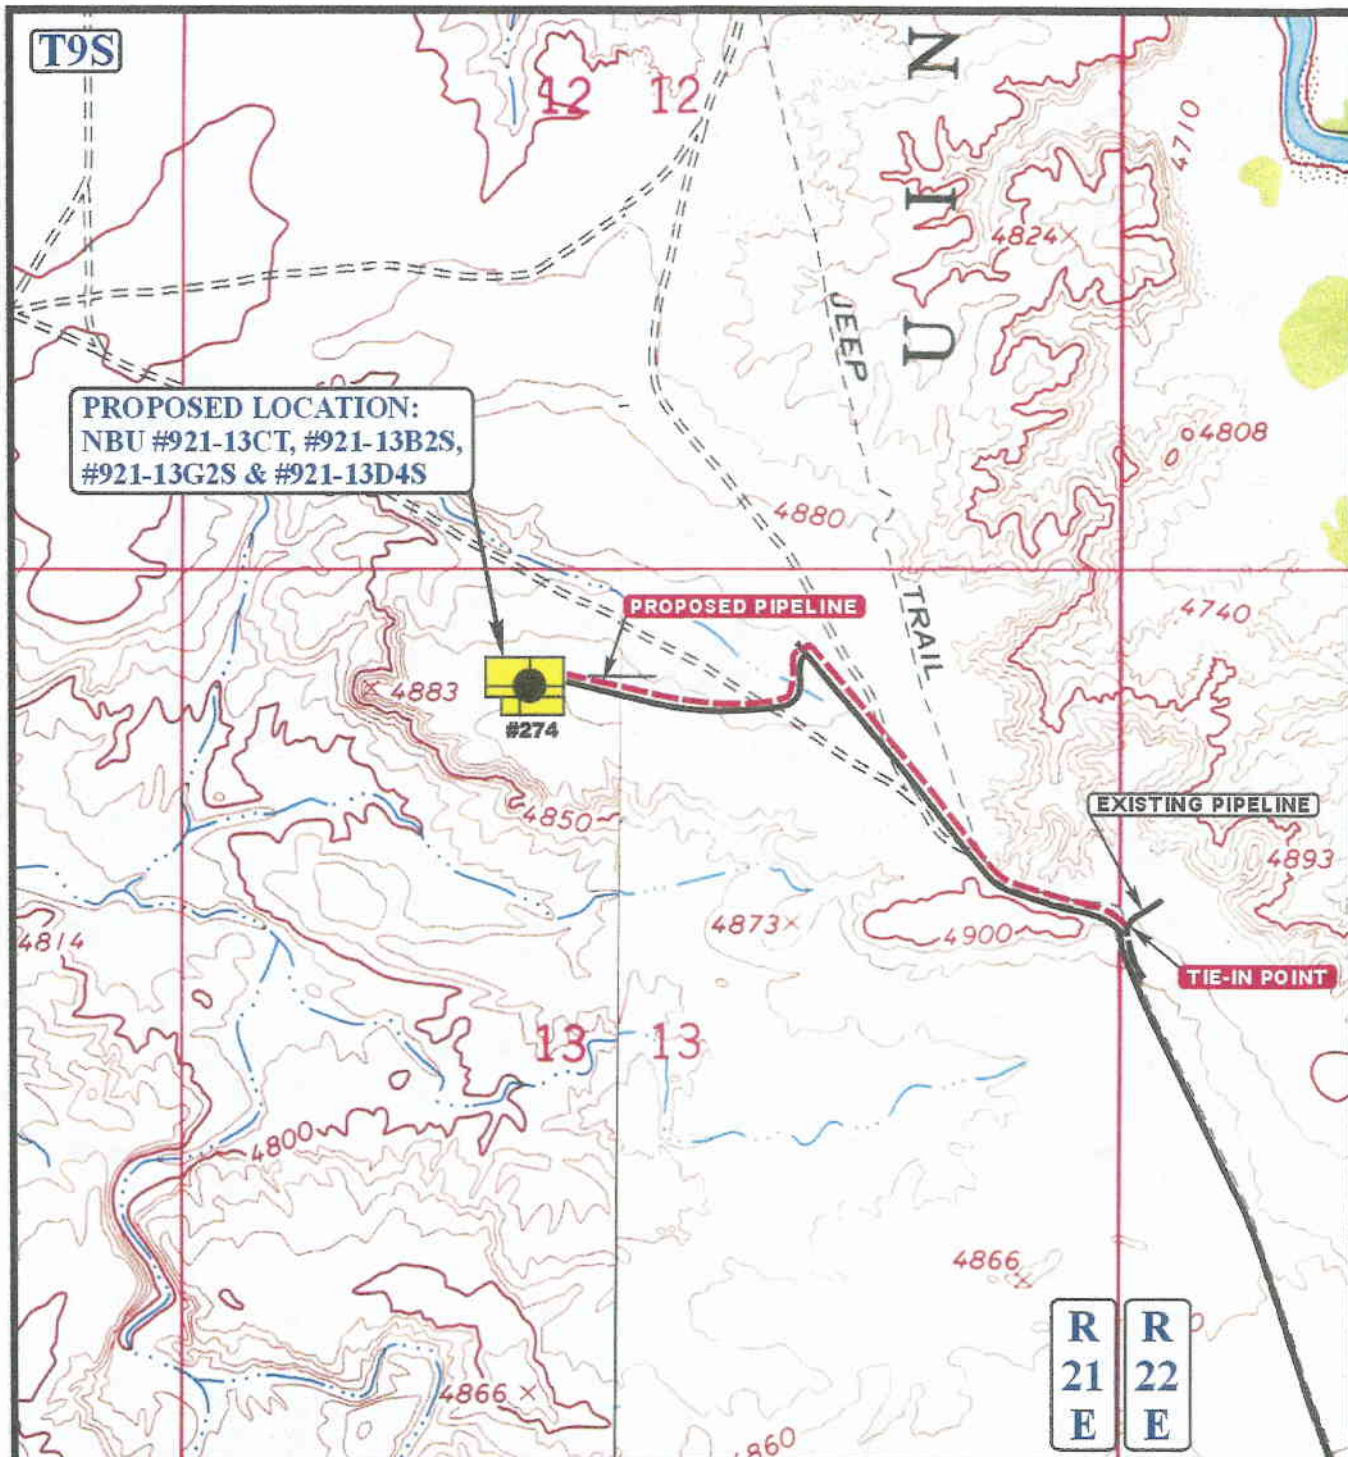 T9S
12 12
U I N
4710
4824
JEEP
PROPOSED LOCATION:
NBU #921-13CT, #921-13B2S,
#921-13G2S & #921-13D4S
4808
4880
PROPOSED PIPELINE
TRAIL
4740
4883
#274
EXISTING PIPELINE
4850
4893
4873
4900
4814
TIE-IN POINT
13 13
4800
4866
R
21
E
R
22
E
4866
4860